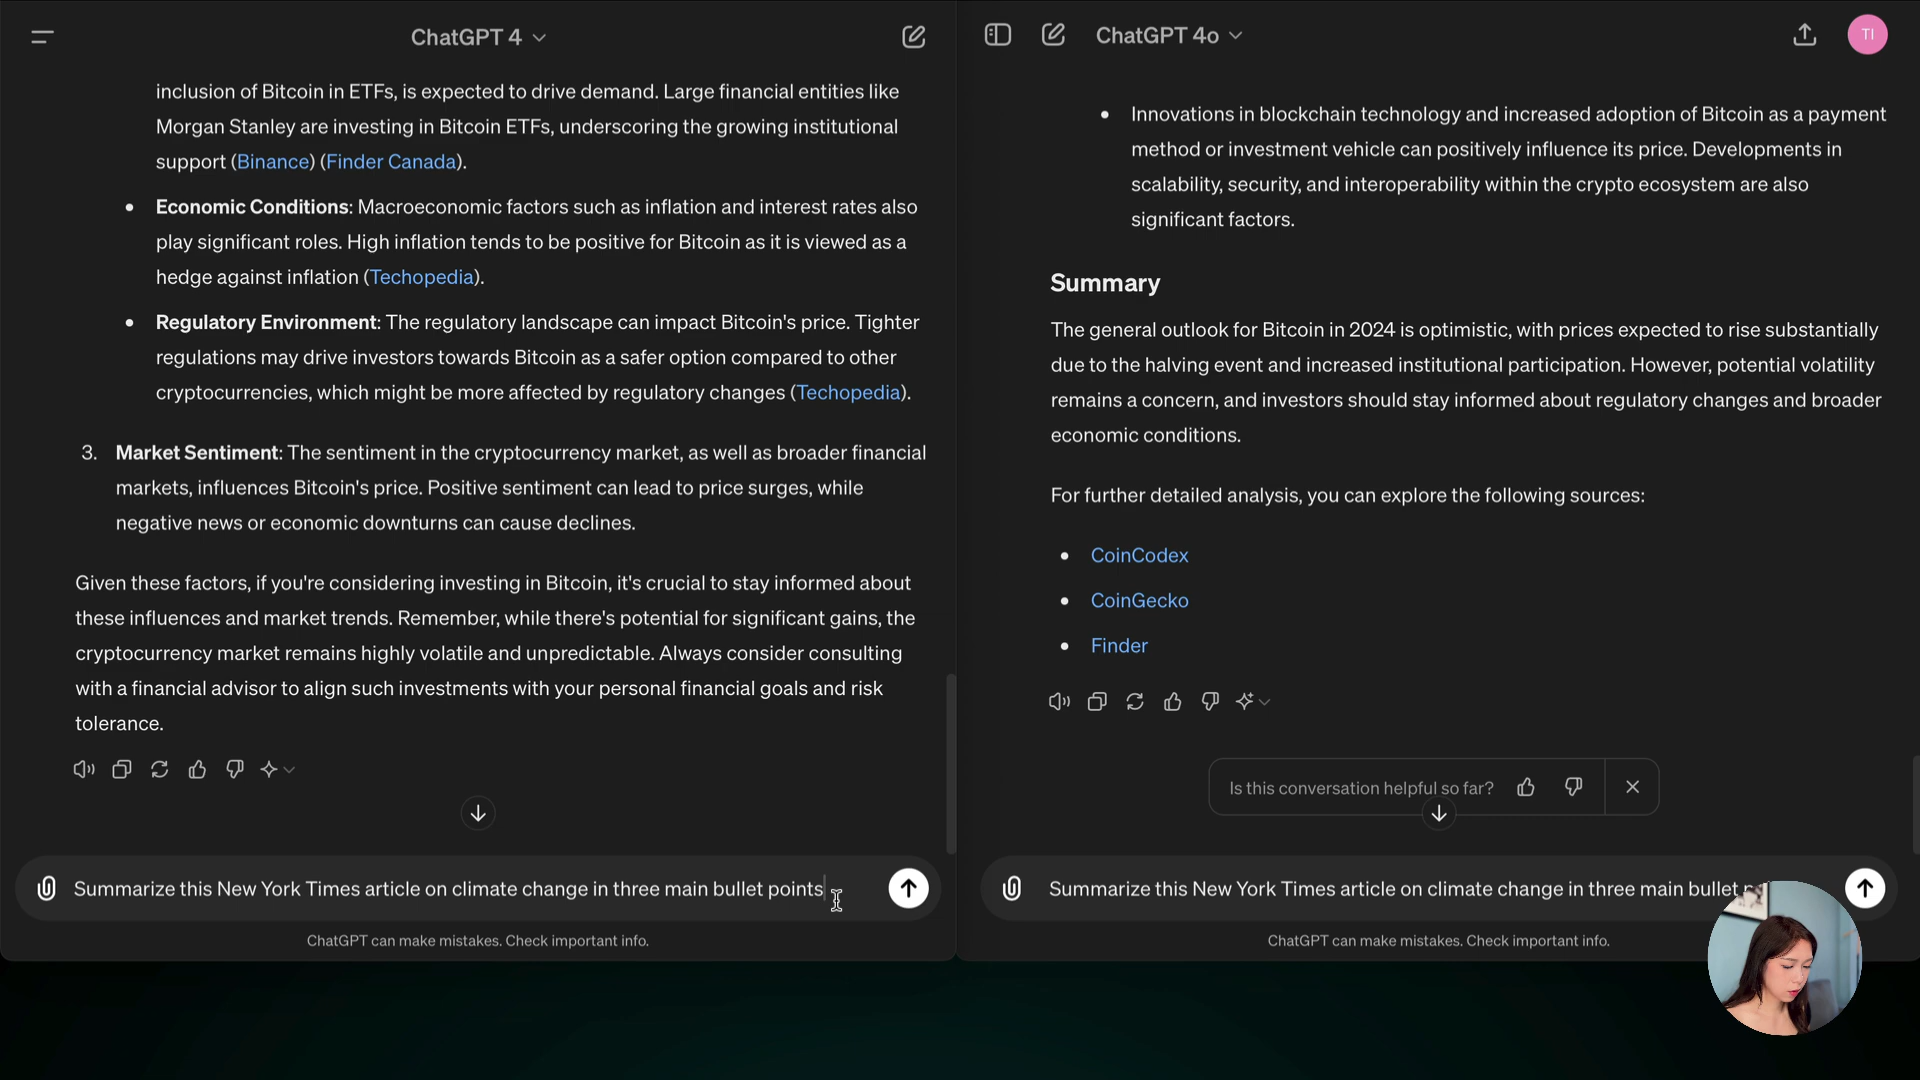 ChatGPT 4
inclusion of Bitcoin in ETFs, is expected to drive demand. Large financial entities like
Morgan Stanley are investing in Bitcoin ETFs, underscoring the growing institutional
support (Binance) (Finder Canada).
• Economic Conditions: Macroeconomic factors such as inflation and interest rates also
play significant roles. High inflation tends to be positive for Bitcoin as it is viewed as a
hedge against inflation (Techopedia).
• Regulatory Environment: The regulatory landscape can impact Bitcoin's price. Tighter
regulations may drive investors towards Bitcoin as a safer option compared to other
cryptocurrencies, which might be more affected by regulatory changes (Techopedia).
3. Market Sentiment: The sentiment in the cryptocurrency market, as well as broader financial
markets, influences Bitcoin's price. Positive sentiment can lead to price surges, while
negative news or economic downturns can cause declines.
Given these factors, if you're considering investing in Bitcoin, it's crucial to stay informed about
these influences and market trends. Remember, while there's potential for significant gains, the
cryptocurrency market remains highly volatile and unpredictable. Always consider consulting
with a financial advisor to align such investments with your personal financial goals and risk
tolerance.
Summarize this New York Times article on climate change in three main bullet points
ChatGPT can make mistakes. Check important info.
ChatGPT 4o
TI
• Innovations in blockchain technology and increased adoption of Bitcoin as a payment
method or investment vehicle can positively influence its price. Developments in
scalability, security, and interoperability within the crypto ecosystem are also
significant factors.
Summary
The general outlook for Bitcoin in 2024 is optimistic, with prices expected to rise substantially
due to the halving event and increased institutional participation. However, potential volatility
remains a concern, and investors should stay informed about regulatory changes and broader
economic conditions.
For further detailed analysis, you can explore the following sources:
• CoinCodex
• CoinGecko
• Finder
Is this conversation helpful so far?
Summarize this New York Times article on climate change in three main bullet
ChatGPT can make mistakes. Check important info.